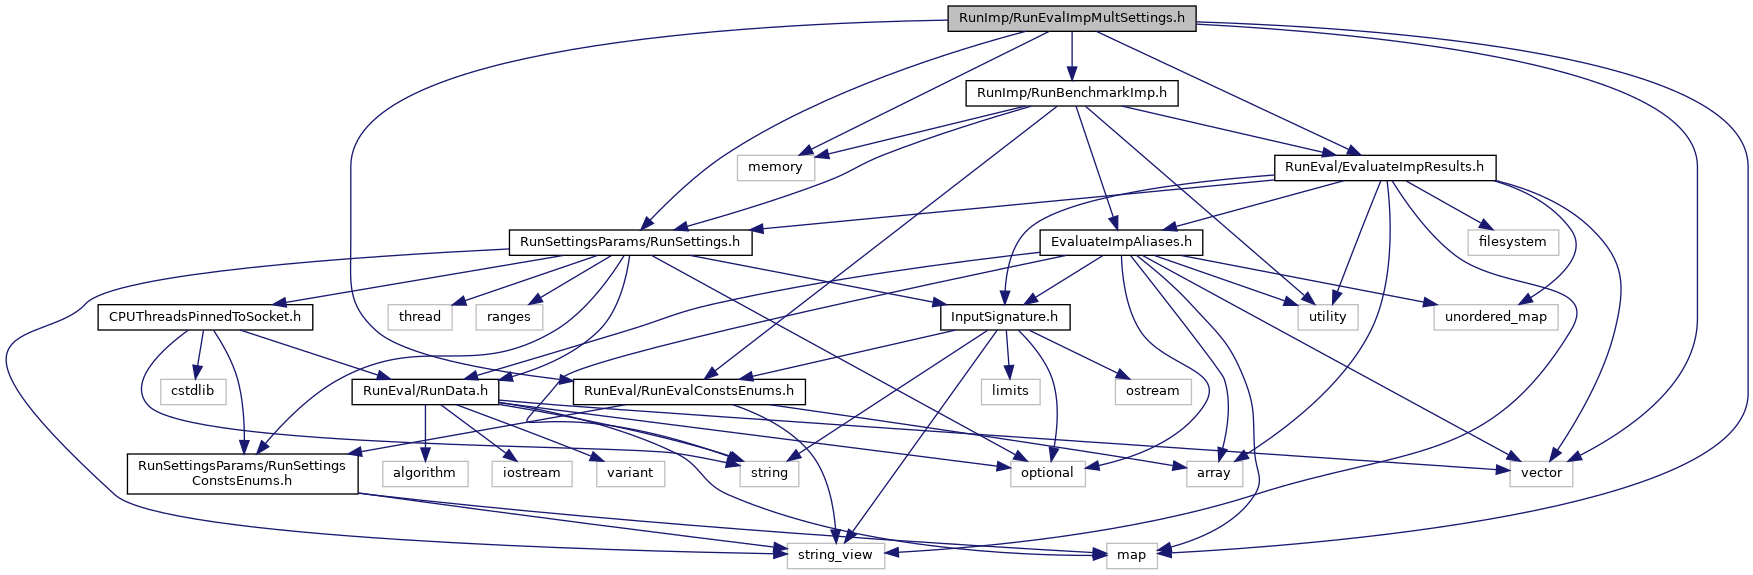 RunImp/RunEvalImpMultSettings.h
RunImp/RunBenchmarkImp.h
memory
RunEval/EvaluateImpResults.h
RunSettingsParams/RunSettings.h
EvaluateImpAliases.h
filesystem
CPUThreadsPinnedToSocket.h
thread
ranges
InputSignature.h
utility
unordered_map
cstdlib
RunEval/RunData.h
RunEval/RunEvalConstsEnums.h
limits
ostream
RunSettingsParams/RunSettings
ConstsEnums.h
algorithm
iostream
variant
string
optional
array
vector
string_view
map